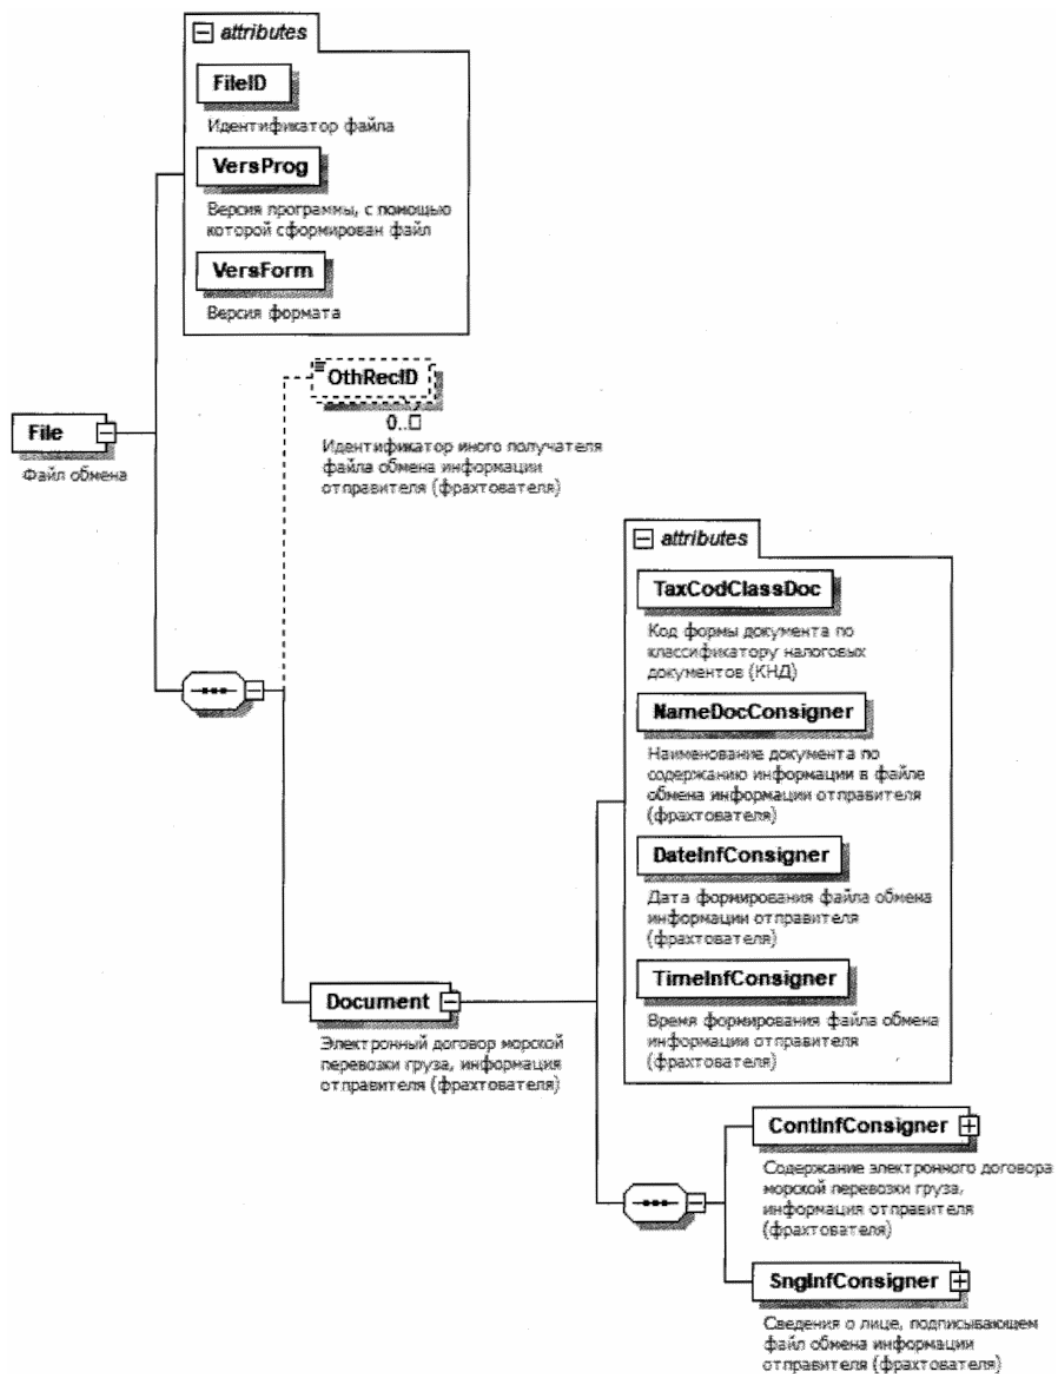 attributes
FileID
Идентификатор файла
VersProg
Версия программы, с помощью
которой сформирован файл
VersForm
Версия формата
OthRecID
0..
Идентификатор иного получателя
файла обмена информации
отправителя (фрахтователя)
File
Файл обмена
attributes
TaxCodClassDoc
Код формы документа по
классификатору налоговых
документов (КНД)
NameDocConsigner
Наименование документа по
содержанию информации в файле
обмена информации отправителя
(фрахтователя)
DateInfConsigner
Дата формирования файла обмена
информации отправителя
(фрахтователя)
TimeInfConsigner
Время формирования файла обмена
информации отправителя
(фрахтователя)
Document
Электронный договор морской
перевозки груза, информация
отправителя (фрахтователя)
ContInfConsigner
Содержание электронного договора
морской перевозки груза,
информация отправителя
(фрахтователя)
SngInfConsigner
Сведения о лице, подписывающем
файл обмена информации
отправителя (фрахтователя)